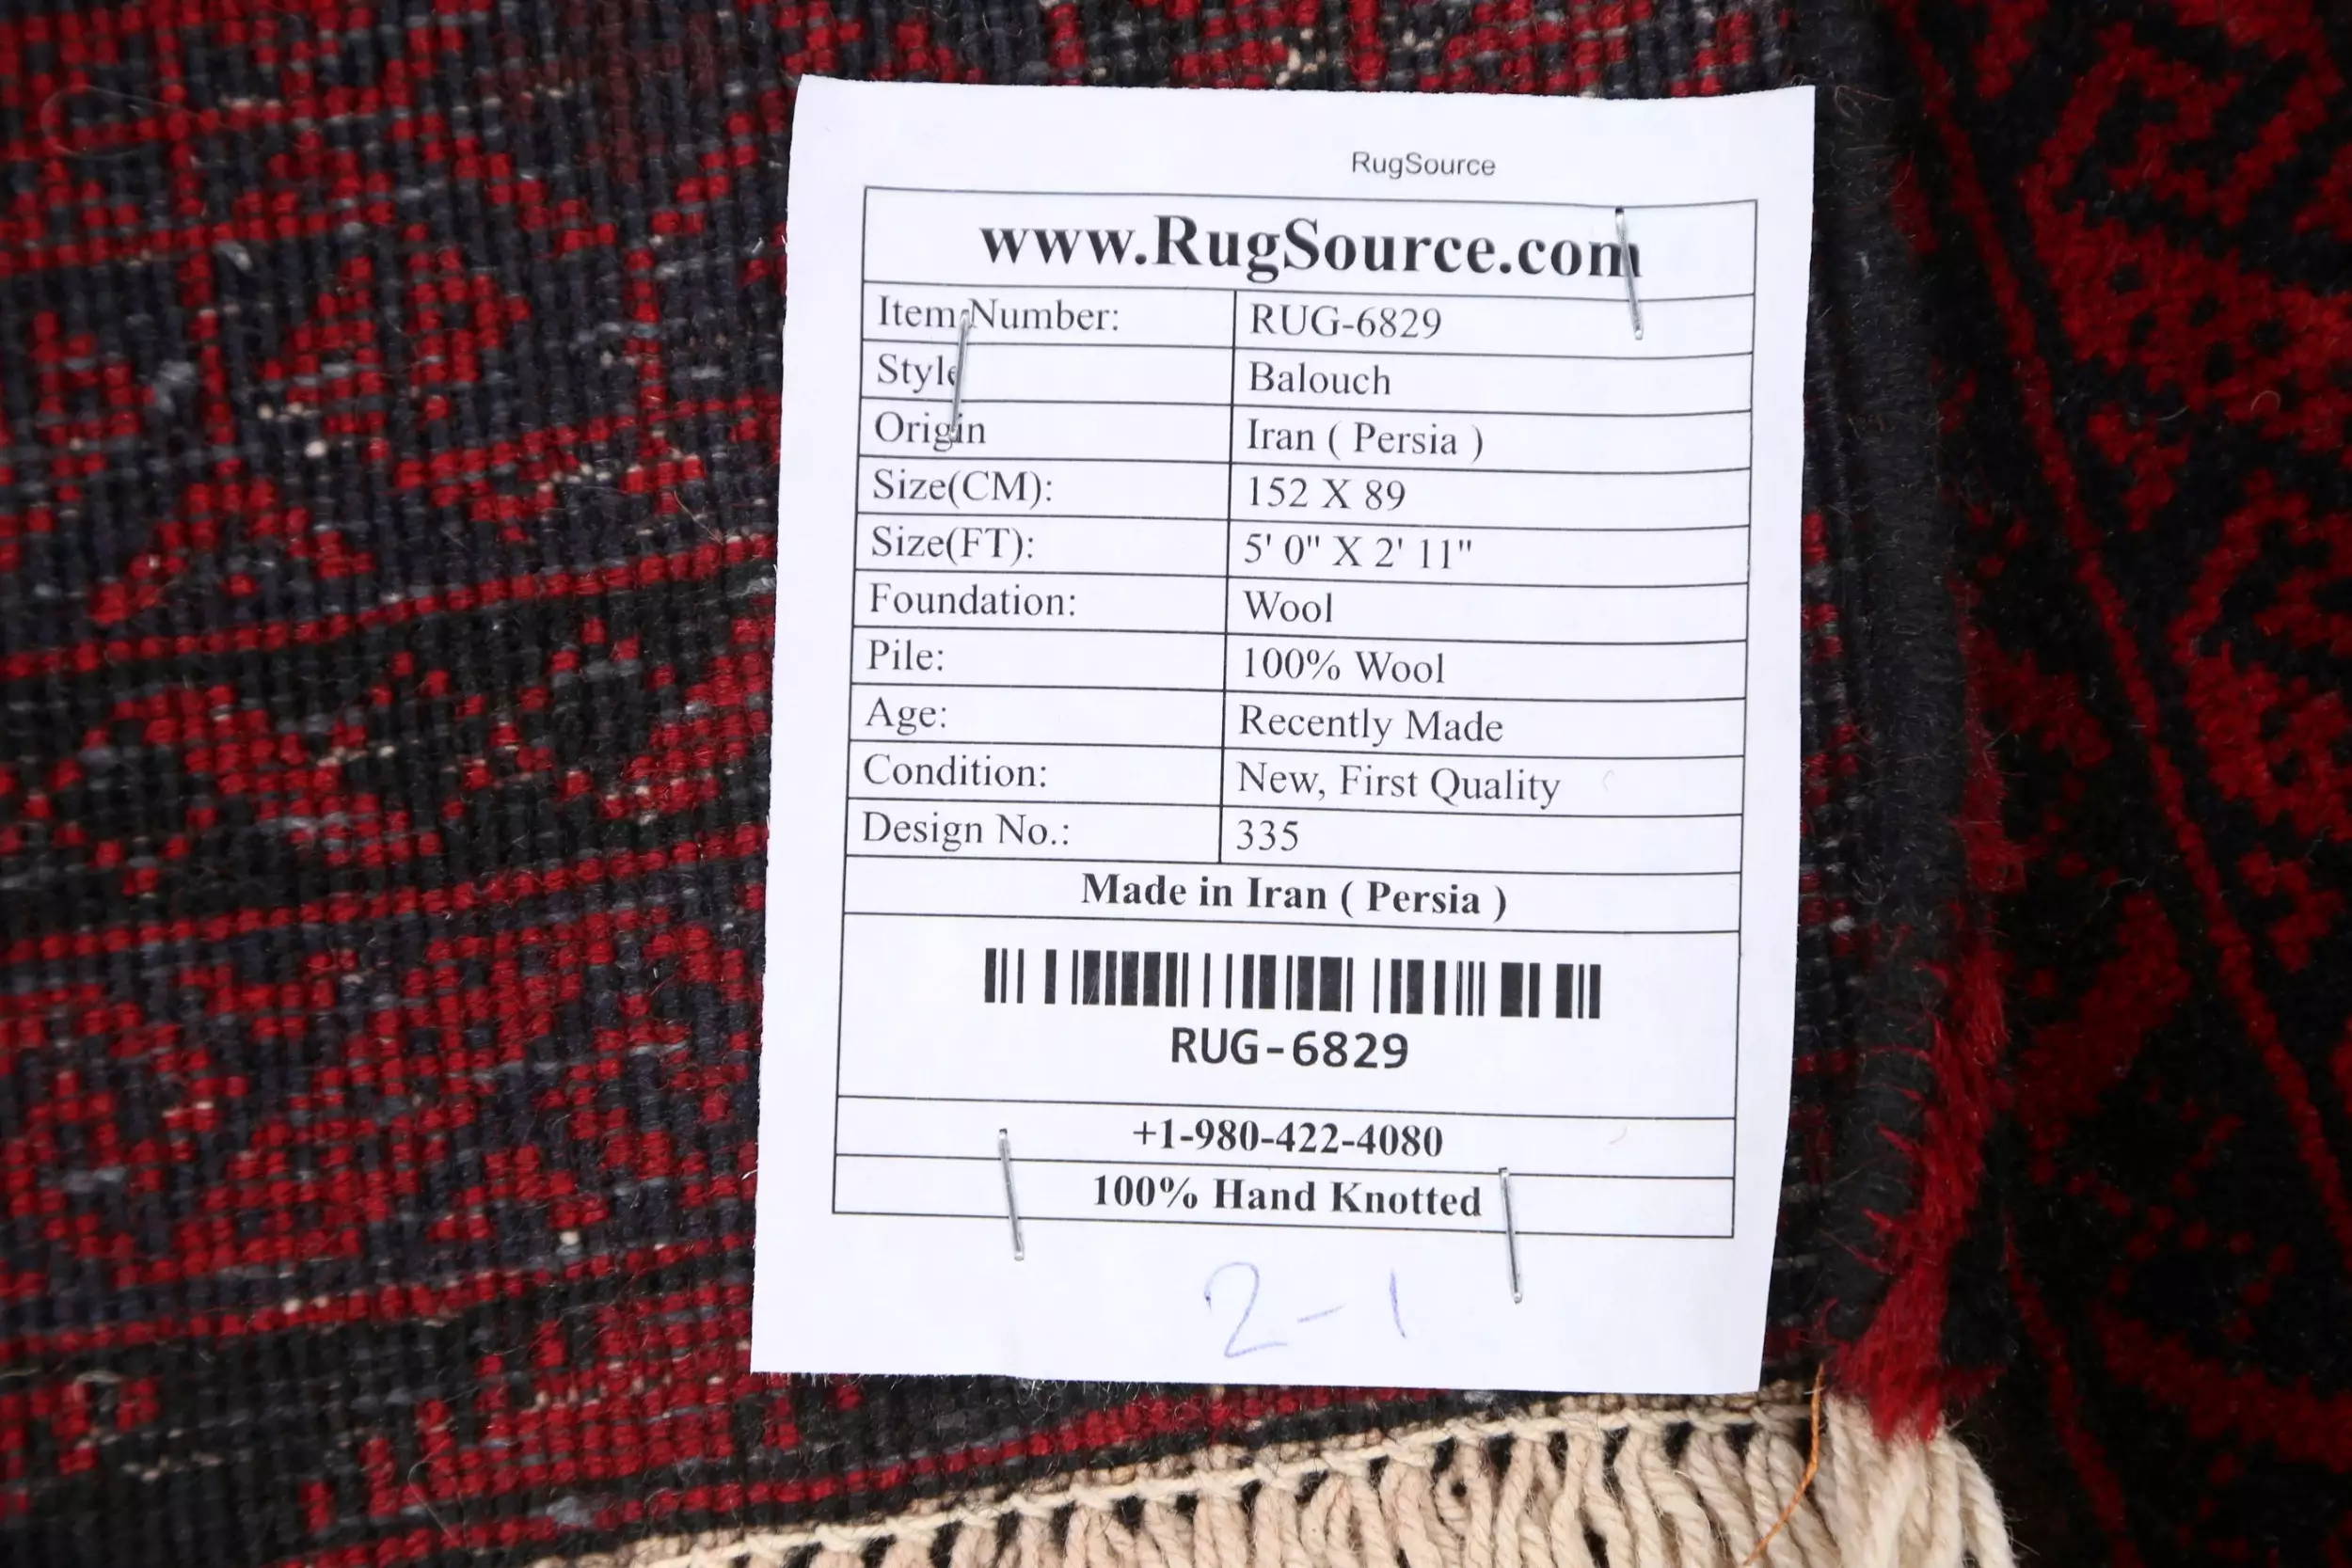 RugSource
www.RugSource.com
Item Number: RUG-6829
Style Balouch
Origin Iran ( Persia )
Size(CM): 152 X 89
Size(FT): 5' 0" X 2' 11"
Foundation: Wool
Pile: 100% Wool
Age: Recently Made
Condition: New, First Quality
Design No.: 335
Made in Iran ( Persia )
RUG-6829
+1-980-422-4080
100% Hand Knotted
2-1